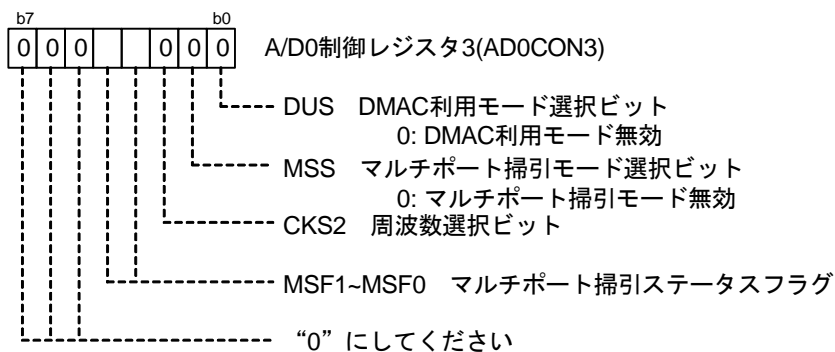 b7 b0
0 0 0 0 0 0 A/D0制御レジスタ3(AD0CON3)
DUS DMAC利用モード選択ビット
0: DMAC利用モード無効
MSS マルチポート掃引モード選択ビット
0: マルチポート掃引モード無効
CKS2 周波数選択ビット
MSF1~MSF0 マルチポート掃引ステータスフラグ
“0”にしてください